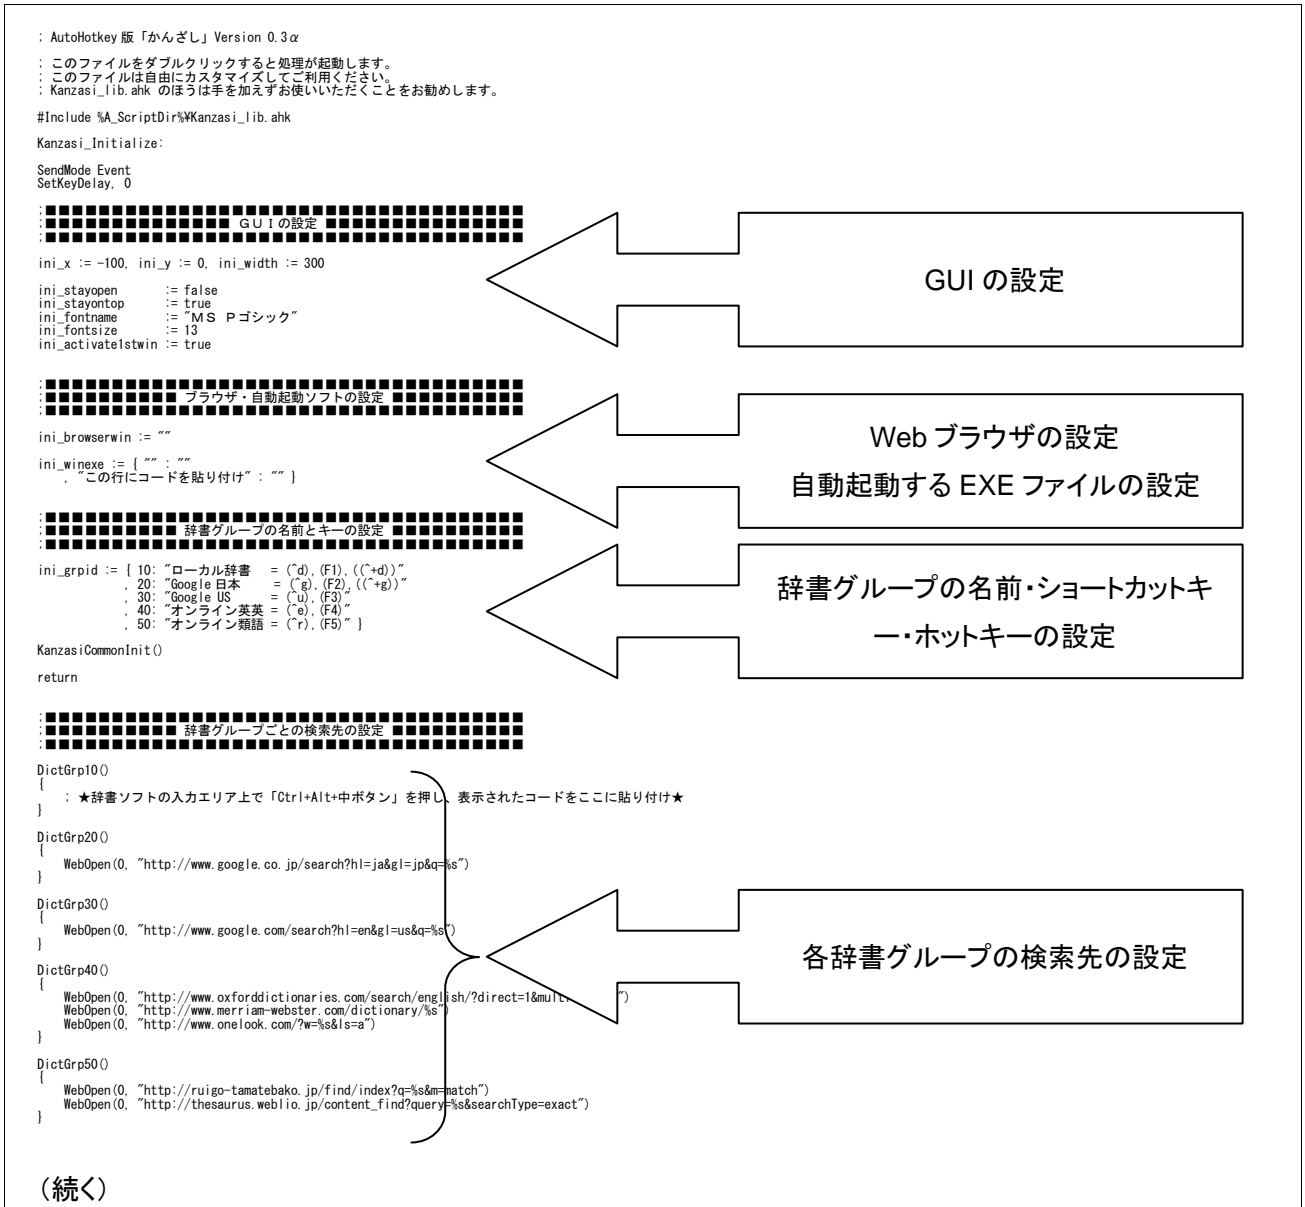 ; AutoHotkey 版「かんざし」Version 0.3α
; このファイルをダブルクリックすると処理が起動します。
; このファイルは自由にカスタマイズしてご利用ください。
; Kanzasi_lib.ahk のほうは手を加えずお使いいただくことをお勧めします。
#Include %A_ScriptDir%¥Kanzasi_lib.ahk
Kanzasi_Initialize:
SendMode Event
SetKeyDelay, 0
;■■■■■■■■■■■■■■■■■■■■■■■■■■■■■■■■■■■■
;■■■■■■■■■■■■■■ ＧＵＩの設定 ■■■■■■■■■■■■■■■
;■■■■■■■■■■■■■■■■■■■■■■■■■■■■■■■■■■■■
ini_x := -100, ini_y := 0, ini_width := 300
ini_stayopen := false
ini_stayontop := true
ini_fontname := "ＭＳ Ｐゴシック"
ini_fontsize := 13
ini_activate1stwin := true
GUI の設定
;■■■■■■■■■■■■■■■■■■■■■■■■■■■■■■■■■■■■
;■■■■■■■■■■ ブラウザ・自動起動ソフトの設定 ■■■■■■■■■■
;■■■■■■■■■■■■■■■■■■■■■■■■■■■■■■■■■■■■
ini_browserwin := ""
ini_winexe := { "" : ""
, "この行にコードを貼り付け" : "" }
Web ブラウザの設定
自動起動する EXE ファイルの設定
;■■■■■■■■■■■■■■■■■■■■■■■■■■■■■■■■■■■■
;■■■■■■■■■■ 辞書グループの名前とキーの設定 ■■■■■■■■■■
;■■■■■■■■■■■■■■■■■■■■■■■■■■■■■■■■■■■■
ini_grpid := { 10: "ローカル辞書 = (^d),(F1),((^+d))"
, 20: "Google 日本 = (^g),(F2),((^+g))"
, 30: "Google US = (^u),(F3)"
, 40: "オンライン英英 = (^e),(F4)"
, 50: "オンライン類語 = (^r),(F5)" }
辞書グループの名前・ショートカットキ
ー・ホットキーの設定
KanzasiCommonInit()
return
;■■■■■■■■■■■■■■■■■■■■■■■■■■■■■■■■■■■■
;■■■■■■■■■■ 辞書グループごとの検索先の設定 ■■■■■■■■■■
;■■■■■■■■■■■■■■■■■■■■■■■■■■■■■■■■■■■■
DictGrp10()
{
; ★辞書ソフトの入力エリア上で「Ctrl+Alt+中ボタン」を押し、表示されたコードをここに貼り付け★
}
DictGrp20()
{
WebOpen(0, "http://www.google.co.jp/search?hl=ja&gl=jp&q=%s")
}
DictGrp30()
{
WebOpen(0, "http://www.google.com/search?hl=en&gl=us&q=%s")
}
DictGrp40()
{
WebOpen(0, "http://www.oxforddictionaries.com/search/english/?direct=1&mult ")
WebOpen(0, "http://www.merriam-webster.com/dictionary/%s")
WebOpen(0, "http://www.onelook.com/?w=%s&ls=a")
}
各辞書グループの検索先の設定
DictGrp50()
{
WebOpen(0, "http://ruigo-tamatebako.jp/find/index?q=%s&m=match")
WebOpen(0, "http://thesaurus.weblio.jp/content_find?query=%s&searchType=exact")
}
（続く）